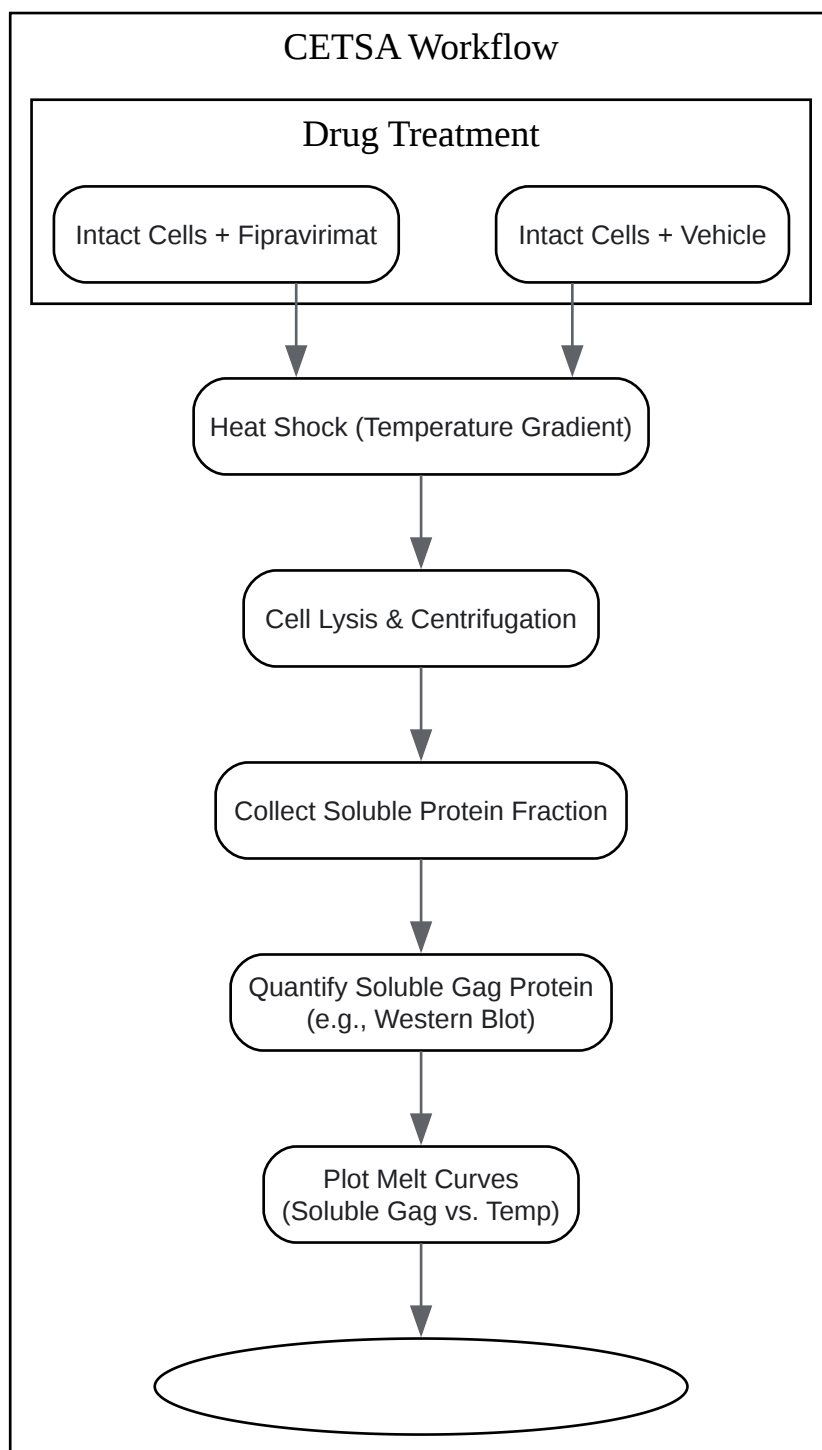 CETSA Workflow
Drug Treatment
Intact Cells + Fipravirimat
Intact Cells + Vehicle
Heat Shock (Temperature Gradient)
Cell Lysis & Centrifugation
Collect Soluble Protein Fraction
Quantify Soluble Gag Protein
(e.g., Western Blot)
Plot Melt Curves
(Soluble Gag vs. Temp)